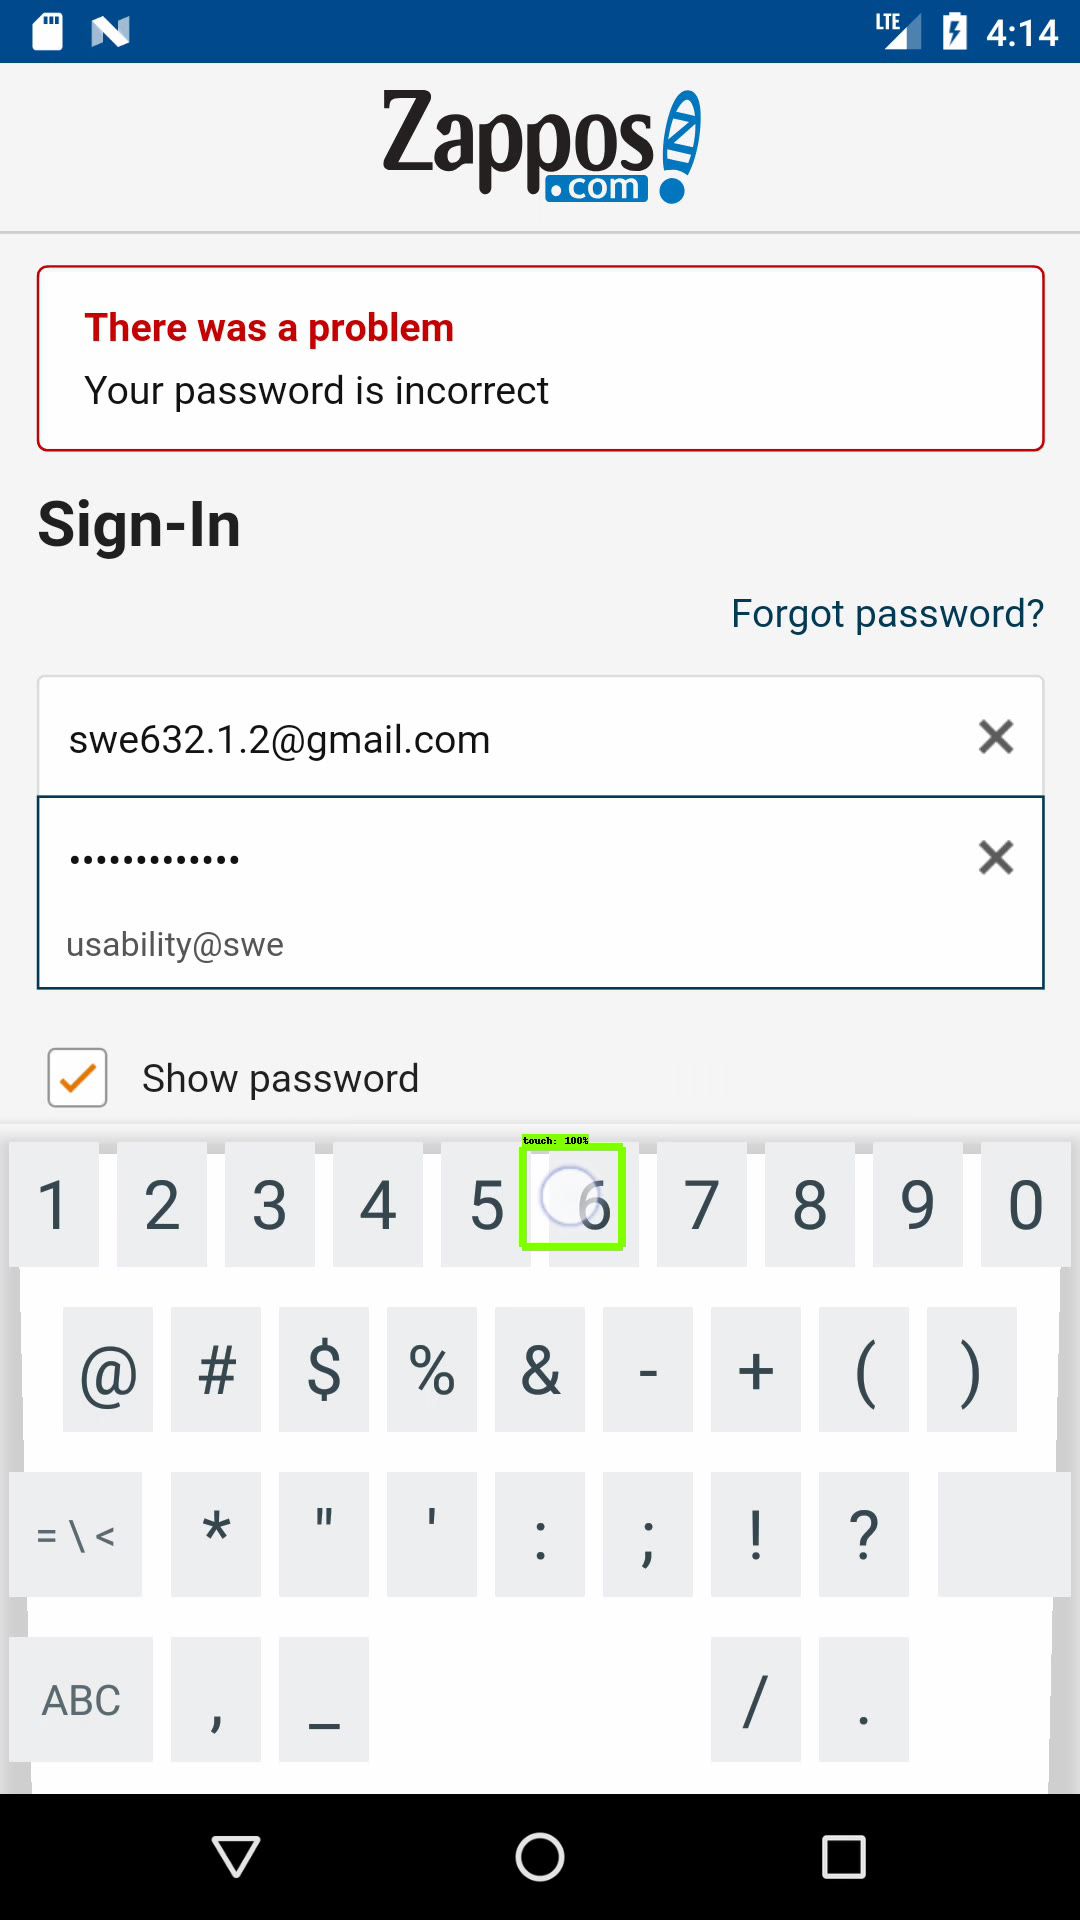 LTE 4:14
Zappos
.com
There was a problem
Your password is incorrect
Sign-In
Forgot password?
swe632.1.2@gmail.com
•••••••••••••
usability@swe
Show password
touch: 100%
1 2 3 4 5 6 7 8 9 0
@ # $ % & - + ( )
= \ < * " ' : ; ! ?
ABC , _ / .